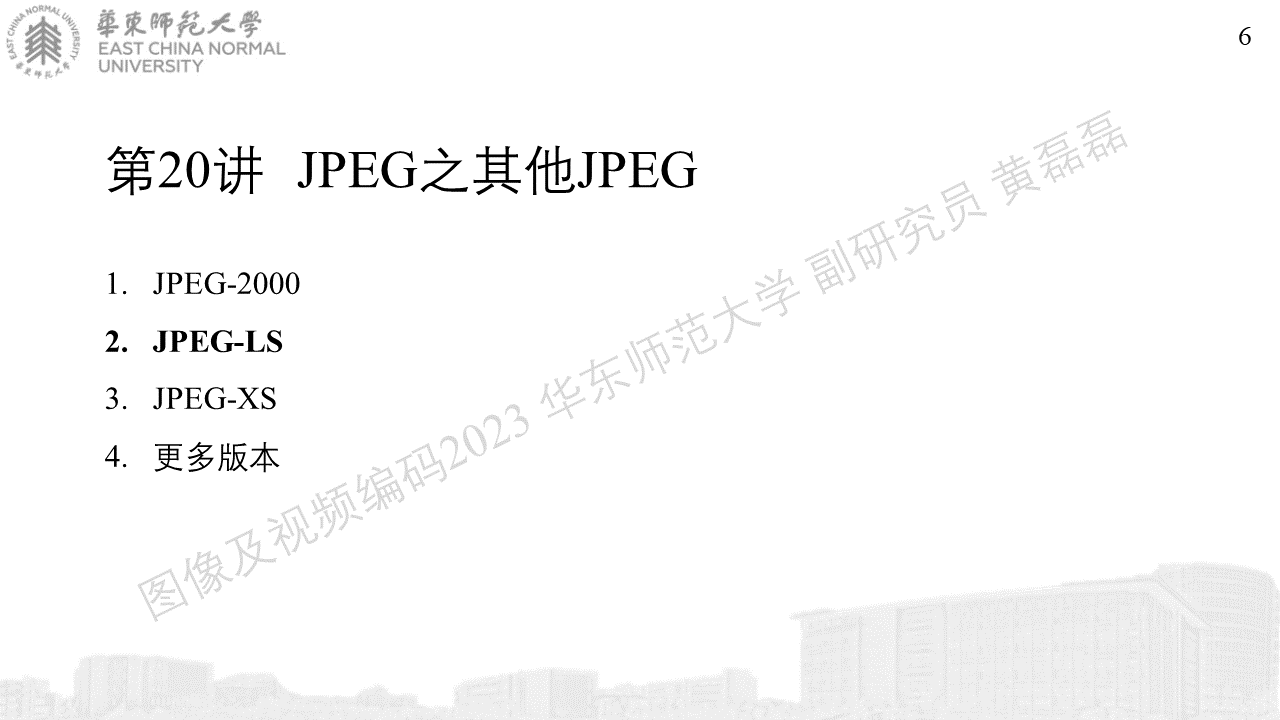 華東師范大學
EAST CHINA NORMAL
UNIVERSITY
EAST CHINA NORMAL UNIVERSITY
華東師范大學
6
第20讲 JPEG之其他JPEG
1. JPEG-2000
2. JPEG-LS
3. JPEG-XS
4. 更多版本
图像及视频编码2023 华东师范大学 副研究员 黄磊磊